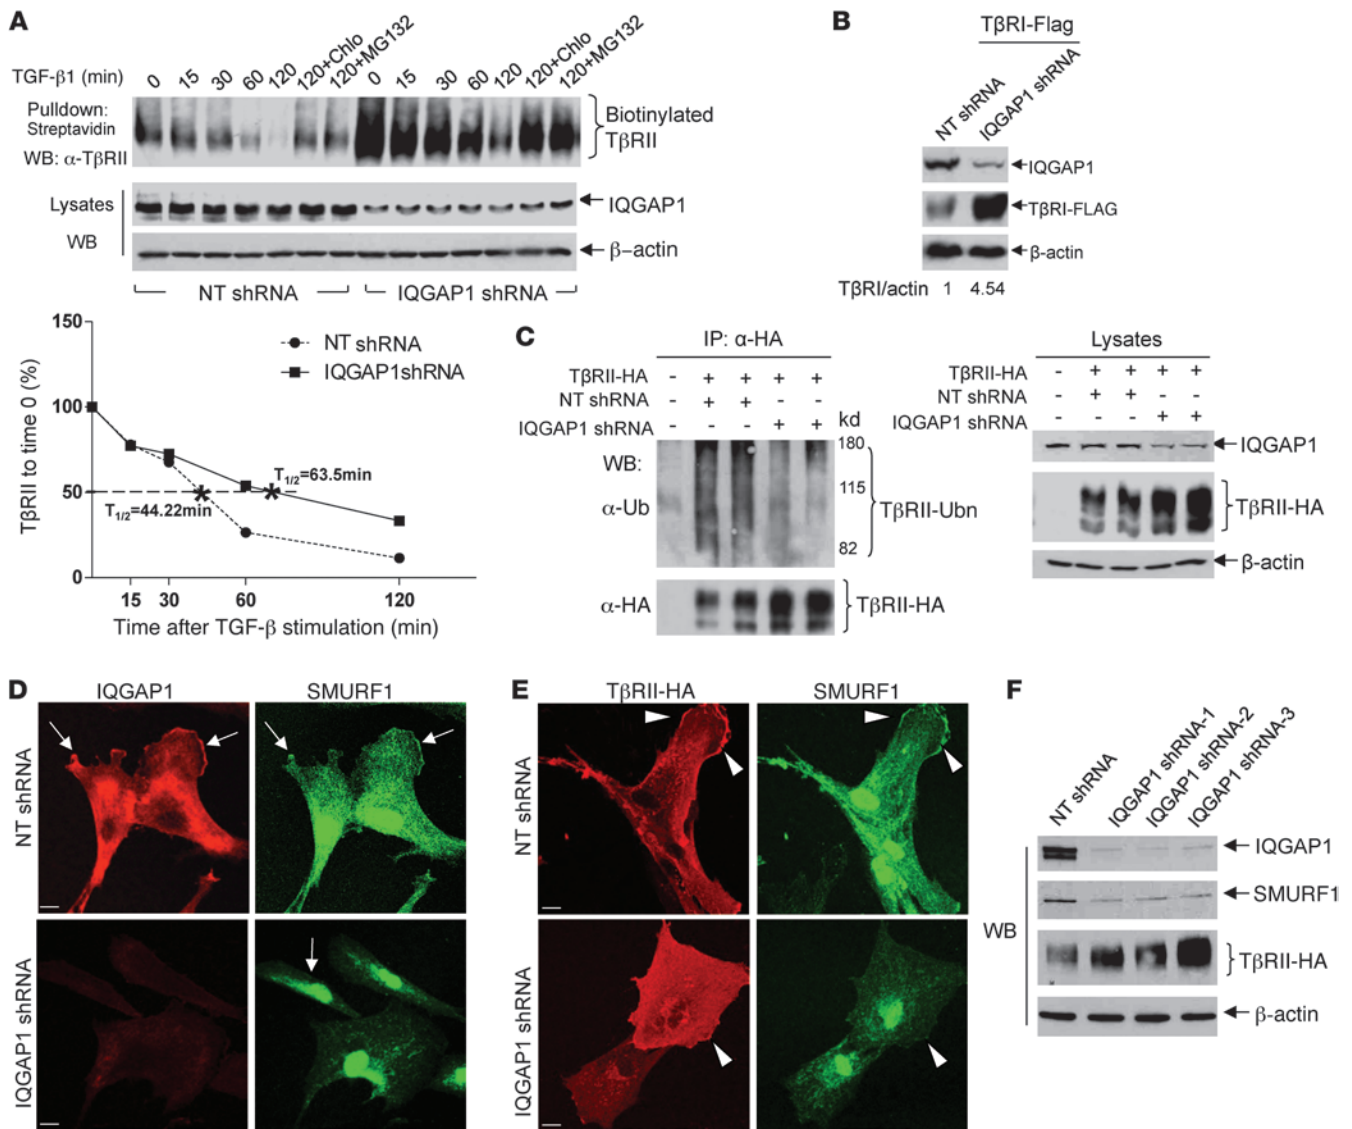 A
TGF-β1 (min) 0 15 30 60 120 120+Chlo 120+MG132 0 15 30 60 120 120+Chlo 120+MG132
Pulldown:
Streptavidin
WB: α-TβRII
Biotinylated
TβRII
Lysates
WB
IQGAP1
β-actin
NT shRNA IQGAP1 shRNA
150
100
50
0
TβRII to time 0 (%)
NT shRNA
IQGAP1shRNA
T1/2=63.5min
T1/2=44.22min
15 30 60 120
Time after TGF-β stimulation (min)
B
TβRI-Flag
NT shRNA
IQGAP1 shRNA
IQGAP1
TβRI-FLAG
β-actin
TβRI/actin 1 4.54
C
IP: α-HA
TβRII-HA - + + + +
NT shRNA - + + - -
IQGAP1 shRNA - - - + +
kd
WB:
α-Ub
180
115
82
TβRII-Ubn
α-HA
TβRII-HA
Lysates
TβRII-HA - + + + +
NT shRNA - + + - -
IQGAP1 shRNA - - - + +
IQGAP1
TβRII-HA
β-actin
D
IQGAP1 SMURF1
NT shRNA
IQGAP1 shRNA
E
TβRII-HA SMURF1
NT shRNA
IQGAP1 shRNA
F
NT shRNA
IQGAP1 shRNA-1
IQGAP1 shRNA-2
IQGAP1 shRNA-3
WB
IQGAP1
SMURF1
TβRII-HA
β-actin